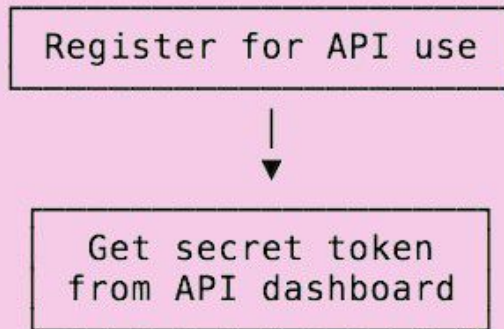 Register for API use
Get secret token
from API dashboard